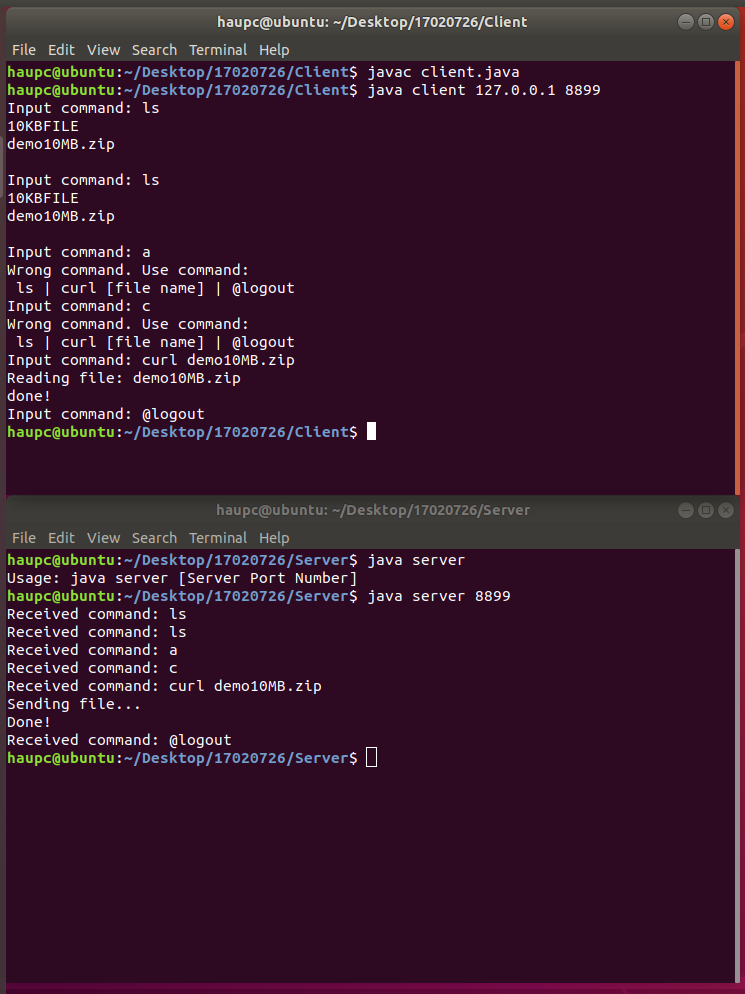 haupc@ubuntu: ~/Desktop/17020726/Client
File Edit View Search Terminal Help
haupc@ubuntu:~/Desktop/17020726/Client$ javac client.java
haupc@ubuntu:~/Desktop/17020726/Client$ java client 127.0.0.1 8899
Input command: ls
10KBFILE
demo10MB.zip
Input command: ls
10KBFILE
demo10MB.zip
Input command: a
Wrong command. Use command:
 ls | curl [file name] | @logout
Input command: c
Wrong command. Use command:
 ls | curl [file name] | @logout
Input command: curl demo10MB.zip
Reading file: demo10MB.zip
done!
Input command: @logout
haupc@ubuntu:~/Desktop/17020726/Client$
haupc@ubuntu: ~/Desktop/17020726/Server
File Edit View Search Terminal Help
haupc@ubuntu:~/Desktop/17020726/Server$ java server
Usage: java server [Server Port Number]
haupc@ubuntu:~/Desktop/17020726/Server$ java server 8899
Received command: ls
Received command: ls
Received command: a
Received command: c
Received command: curl demo10MB.zip
Sending file...
Done!
Received command: @logout
haupc@ubuntu:~/Desktop/17020726/Server$